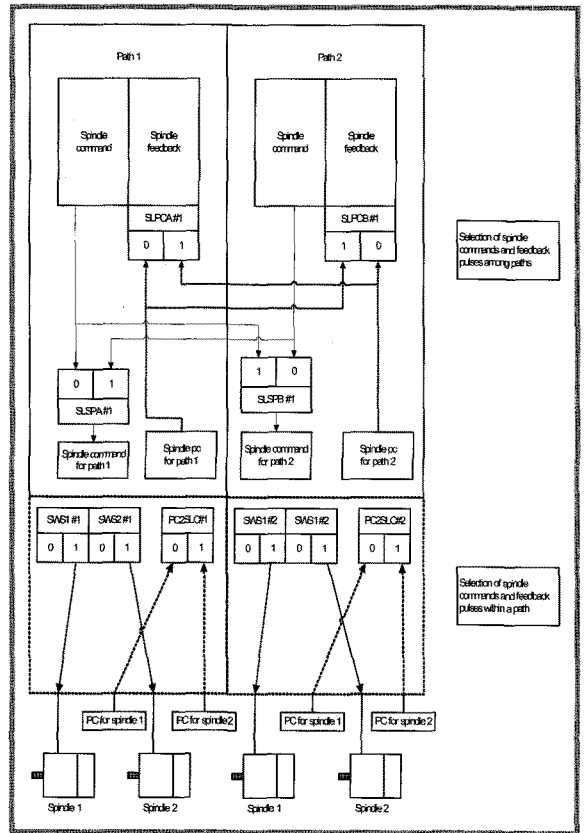 Path 1
Path 2
Spindle
command
Spindle
feedback
Spindle
command
Spindle
feedback
SLPCA #1
SLPCB #1
0 1
1 0
Selection of spindle
commands and feedback
pulses among paths
0 1
1 0
SLSPA #1
SLSPB #1
Spindle command
for path 1
Spindle pc
for path 1
Spindle command
for path 2
Spindle pc
for path 2
SWS1 #1 SWS2 #1 PC2SLC#1
SWS1#2 SWS1#2 PC2SLC#2
0 1 0 1 0 1
0 1 0 1 0 1
Selection of spindle
commands and feedback
pulses within a path
PC for spindle 1
PC for spindle 2
PC for spindle 1
PC for spindle 2
Spindle 1
Spindle 2
Spindle 1
Spindle 2